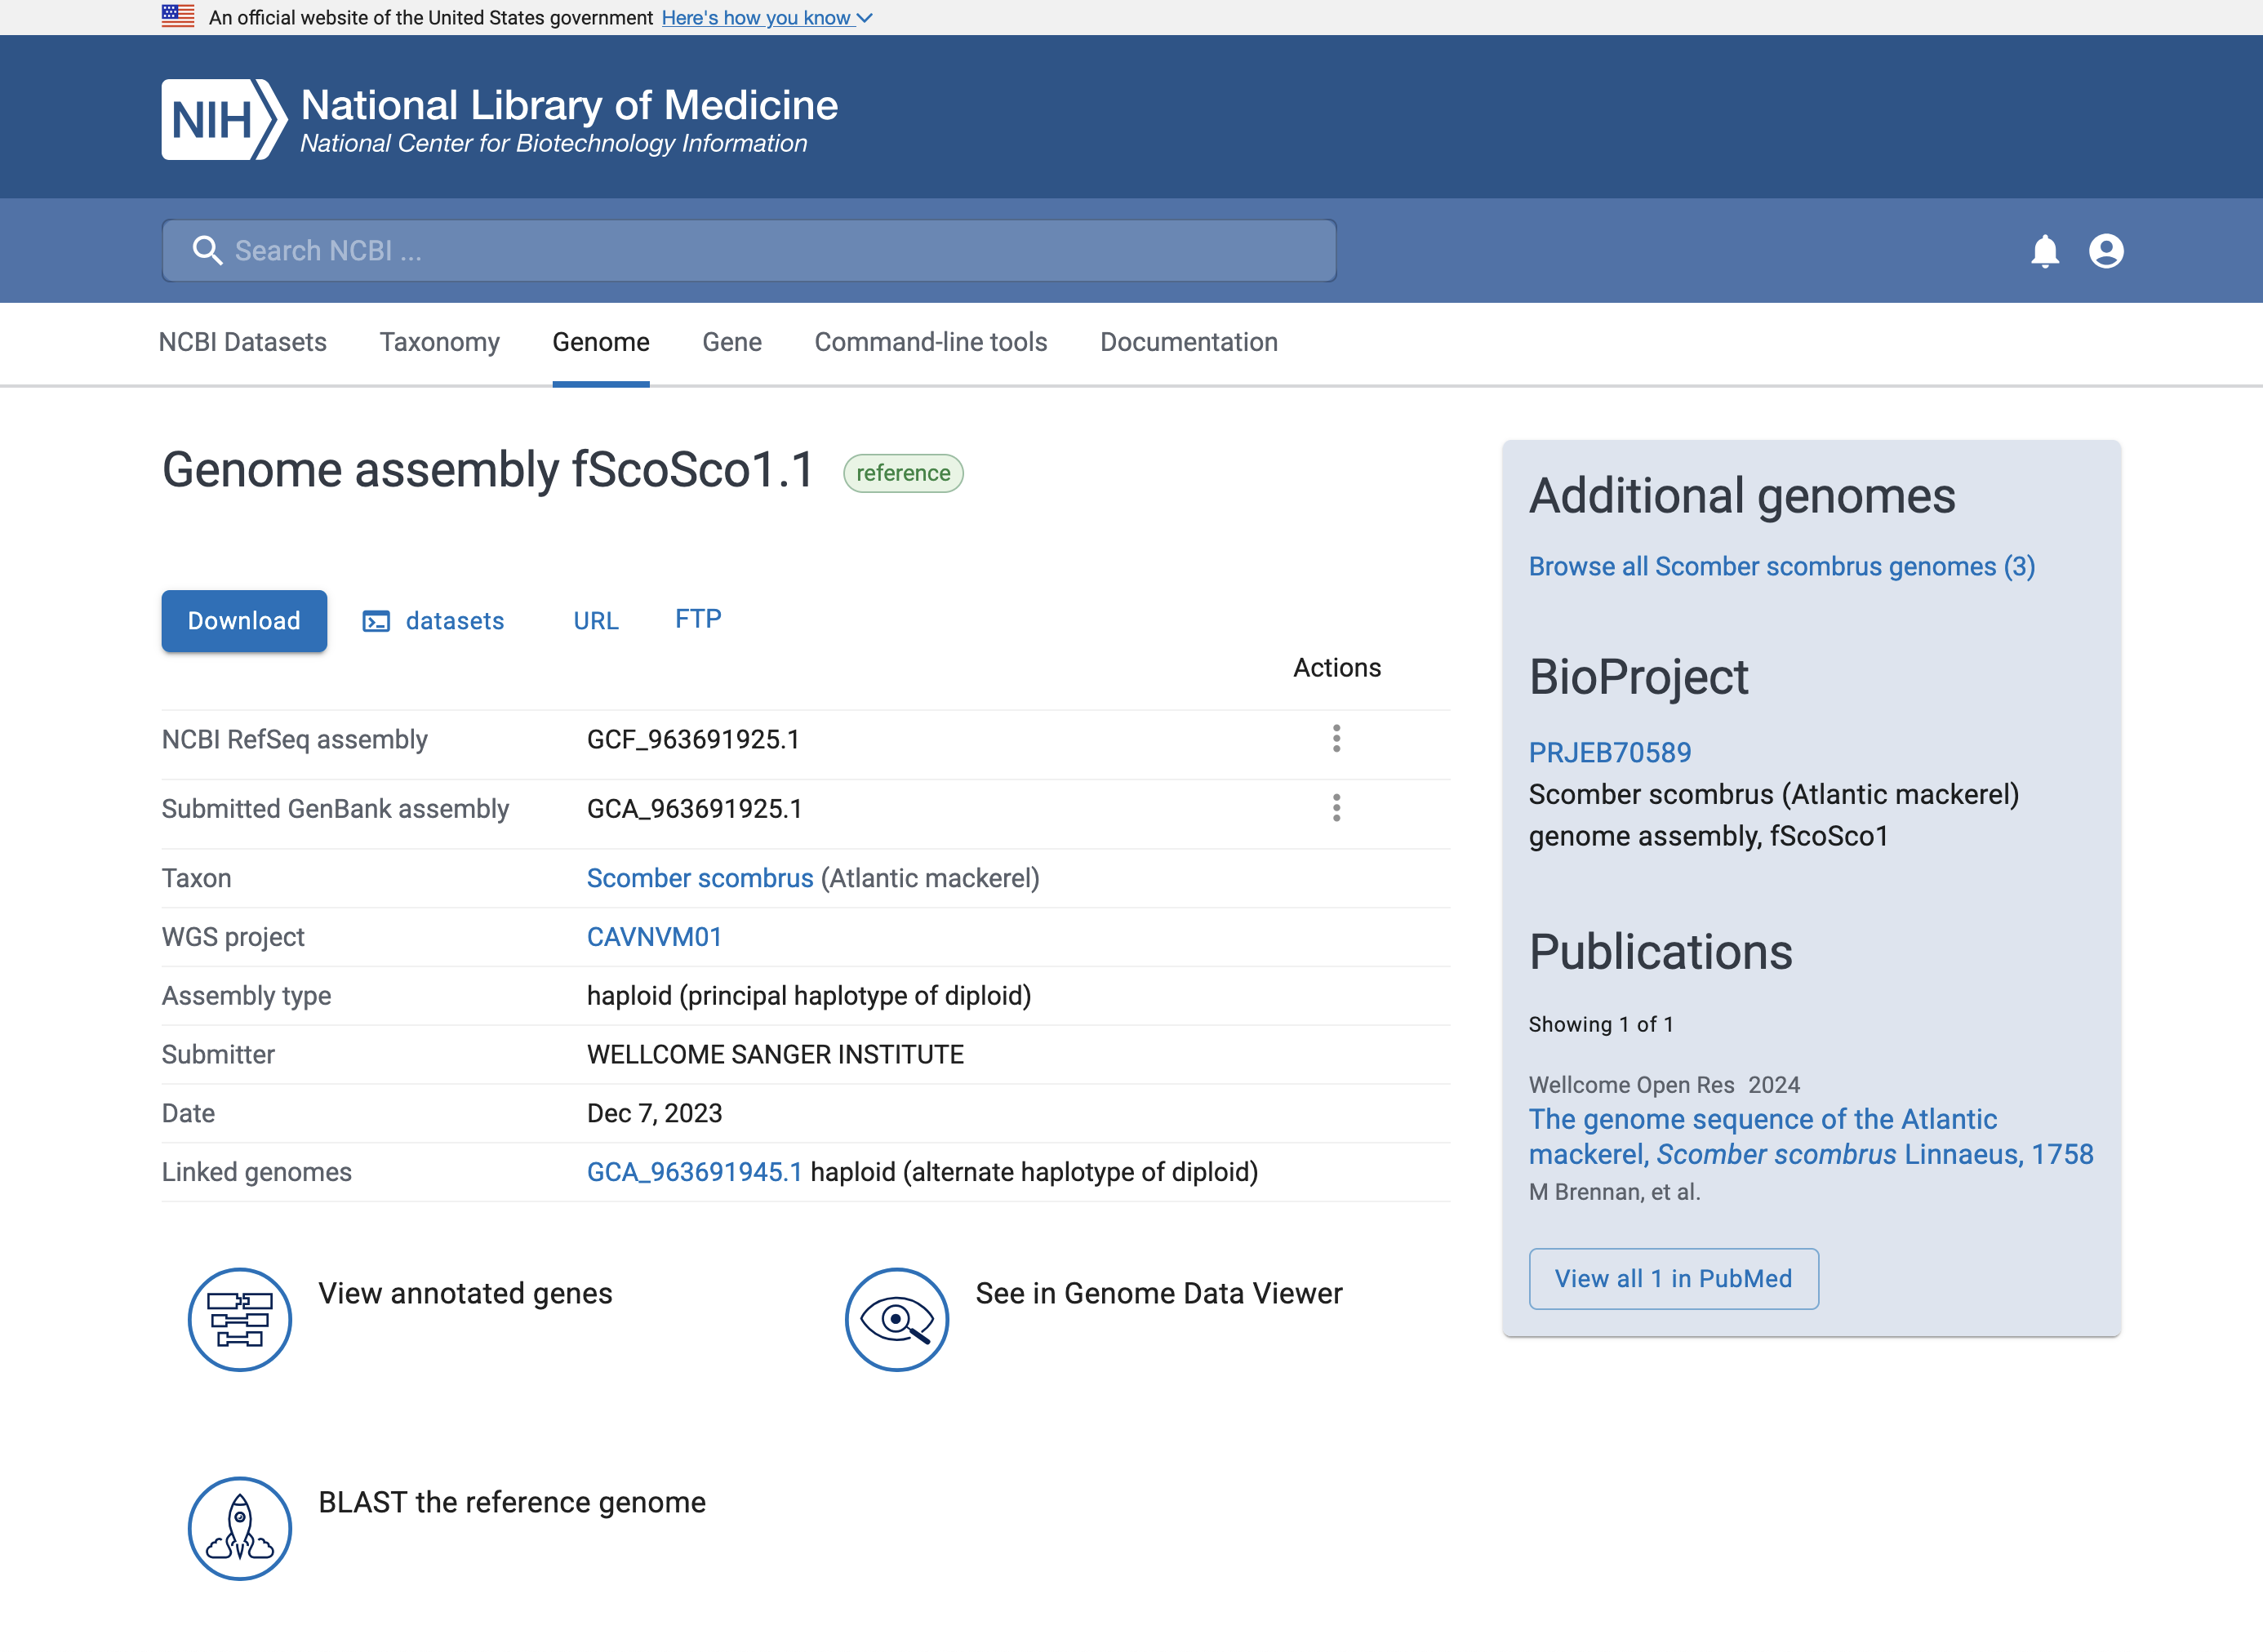 An official website of the United States government Here's how you know
NIH National Library of Medicine
National Center for Biotechnology Information
Search NCBI ...
NCBI Datasets Taxonomy Genome Gene Command-line tools Documentation
Genome assembly fScoSco1.1 reference
Download datasets URL FTP
Actions
NCBI RefSeq assembly GCF_963691925.1
Submitted GenBank assembly GCA_963691925.1
Taxon Scomber scombrus (Atlantic mackerel)
WGS project CAVNVM01
Assembly type haploid (principal haplotype of diploid)
Submitter WELLCOME SANGER INSTITUTE
Date Dec 7, 2023
Linked genomes GCA_963691945.1 haploid (alternate haplotype of diploid)
View annotated genes
See in Genome Data Viewer
BLAST the reference genome
Additional genomes
Browse all Scomber scombrus genomes (3)
BioProject
PRJEB70589
Scomber scombrus (Atlantic mackerel)
genome assembly, fScoSco1
Publications
Showing 1 of 1
Wellcome Open Res 2024
The genome sequence of the Atlantic
mackerel, Scomber scombrus Linnaeus, 1758
M Brennan, et al.
View all 1 in PubMed